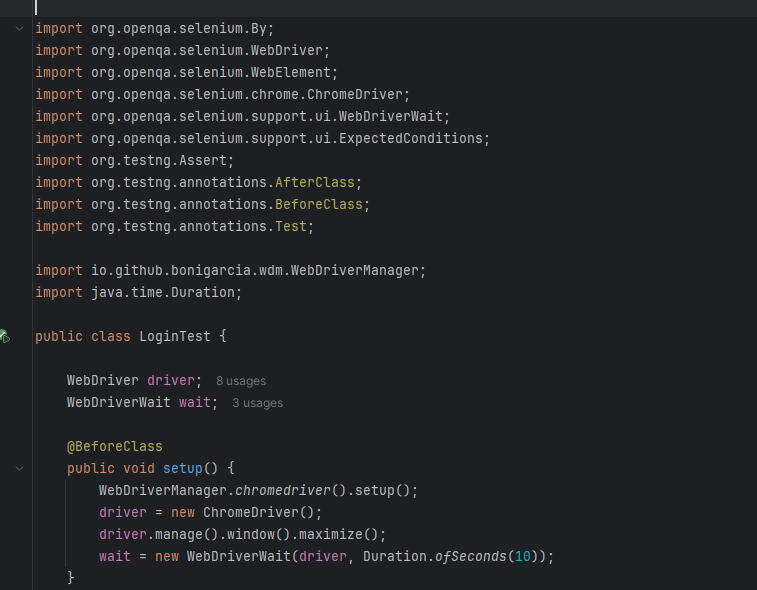 import org.openqa.selenium.By;
import org.openqa.selenium.WebDriver;
import org.openqa.selenium.WebElement;
import org.openqa.selenium.chrome.ChromeDriver;
import org.openqa.selenium.support.ui.WebDriverWait;
import org.openqa.selenium.support.ui.ExpectedConditions;
import org.testng.Assert;
import org.testng.annotations.AfterClass;
import org.testng.annotations.BeforeClass;
import org.testng.annotations.Test;

import io.github.bonigarcia.wdm.WebDriverManager;
import java.time.Duration;

public class LoginTest {

    WebDriver driver;  8 usages
    WebDriverWait wait;  3 usages

    @BeforeClass
    public void setup() {
        WebDriverManager.chromedriver().setup();
        driver = new ChromeDriver();
        driver.manage().window().maximize();
        wait = new WebDriverWait(driver, Duration.ofSeconds(10));
    }